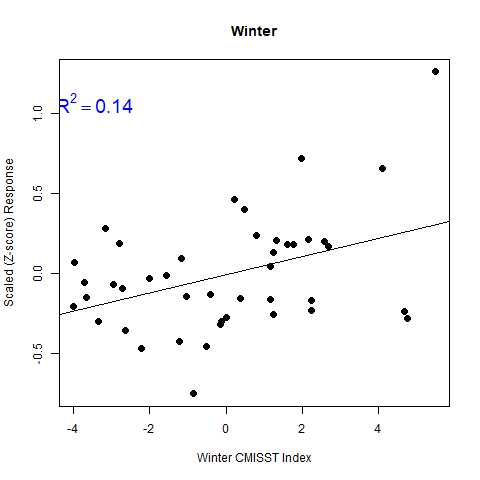 Winter
R² = 0.14
Scaled (Z-score) Response
1.0
0.5
0.0
-0.5
-4 -2 0 2 4
Winter CMISST Index